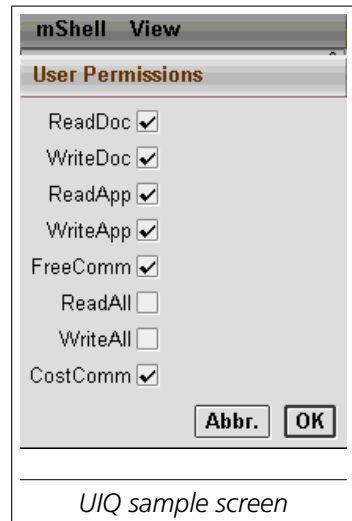 mShell View
User Permissions
ReadDoc
WriteDoc
ReadApp
WriteApp
FreeComm
ReadAll
WriteAll
CostComm
Abbr. OK
UIQ sample screen